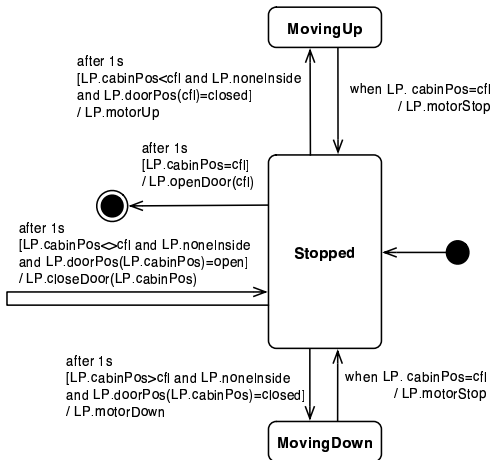 MovingUp
after 1s
[LP.cabinPos<cfl and LP.noneInside
and LP.doorPos(cfl)=closed]
/ LP.motorUp
when LP. cabinPos=cfl
/ LP.motorStop
after 1s
[LP.cabinPos=cfl]
/ LP.openDoor(cfl)
after 1s
[LP.cabinPos<>cfl and LP.noneInside
and LP.doorPos(LP.cabinPos)=open]
/ LP.closeDoor(LP.cabinPos)
Stopped
after 1s
[LP.cabinPos>cfl and LP.noneInside
and LP.doorPos(LP.cabinPos)=closed]
/ LP.motorDown
when LP. cabinPos=cfl
/ LP.motorStop
MovingDown